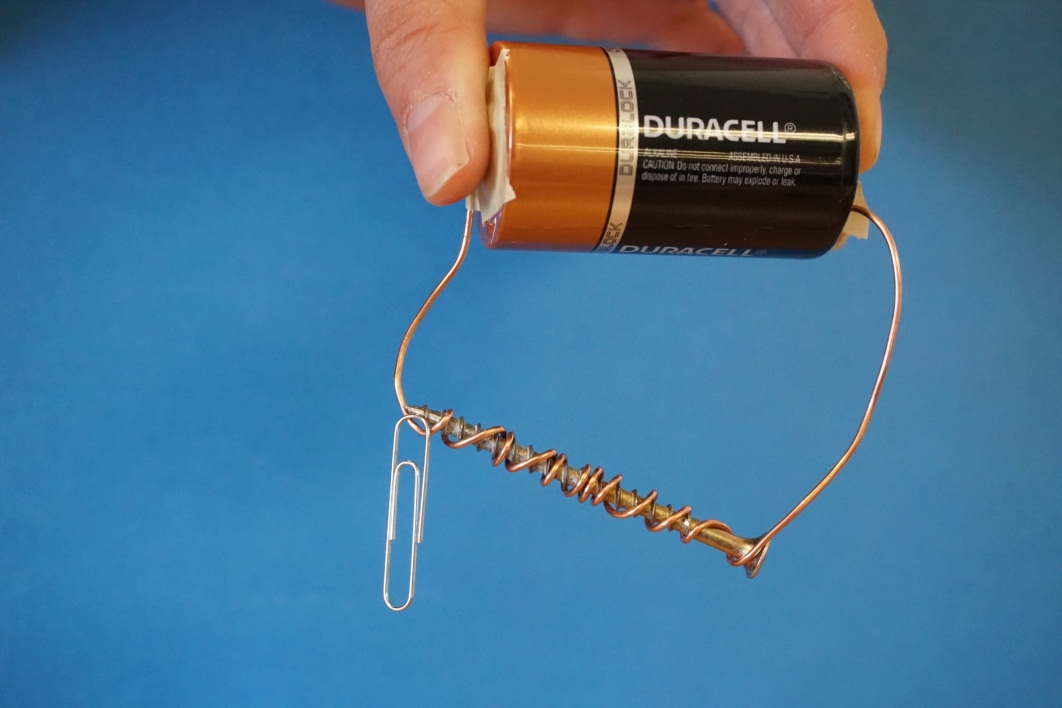 DURALOCK
DURACELL®
ALKALINE ASSEMBLED IN U.S.A
CAUTION: Do not connect improperly, charge or
dispose of in fire. Battery may explode or leak.
LOCK
DURACELL®